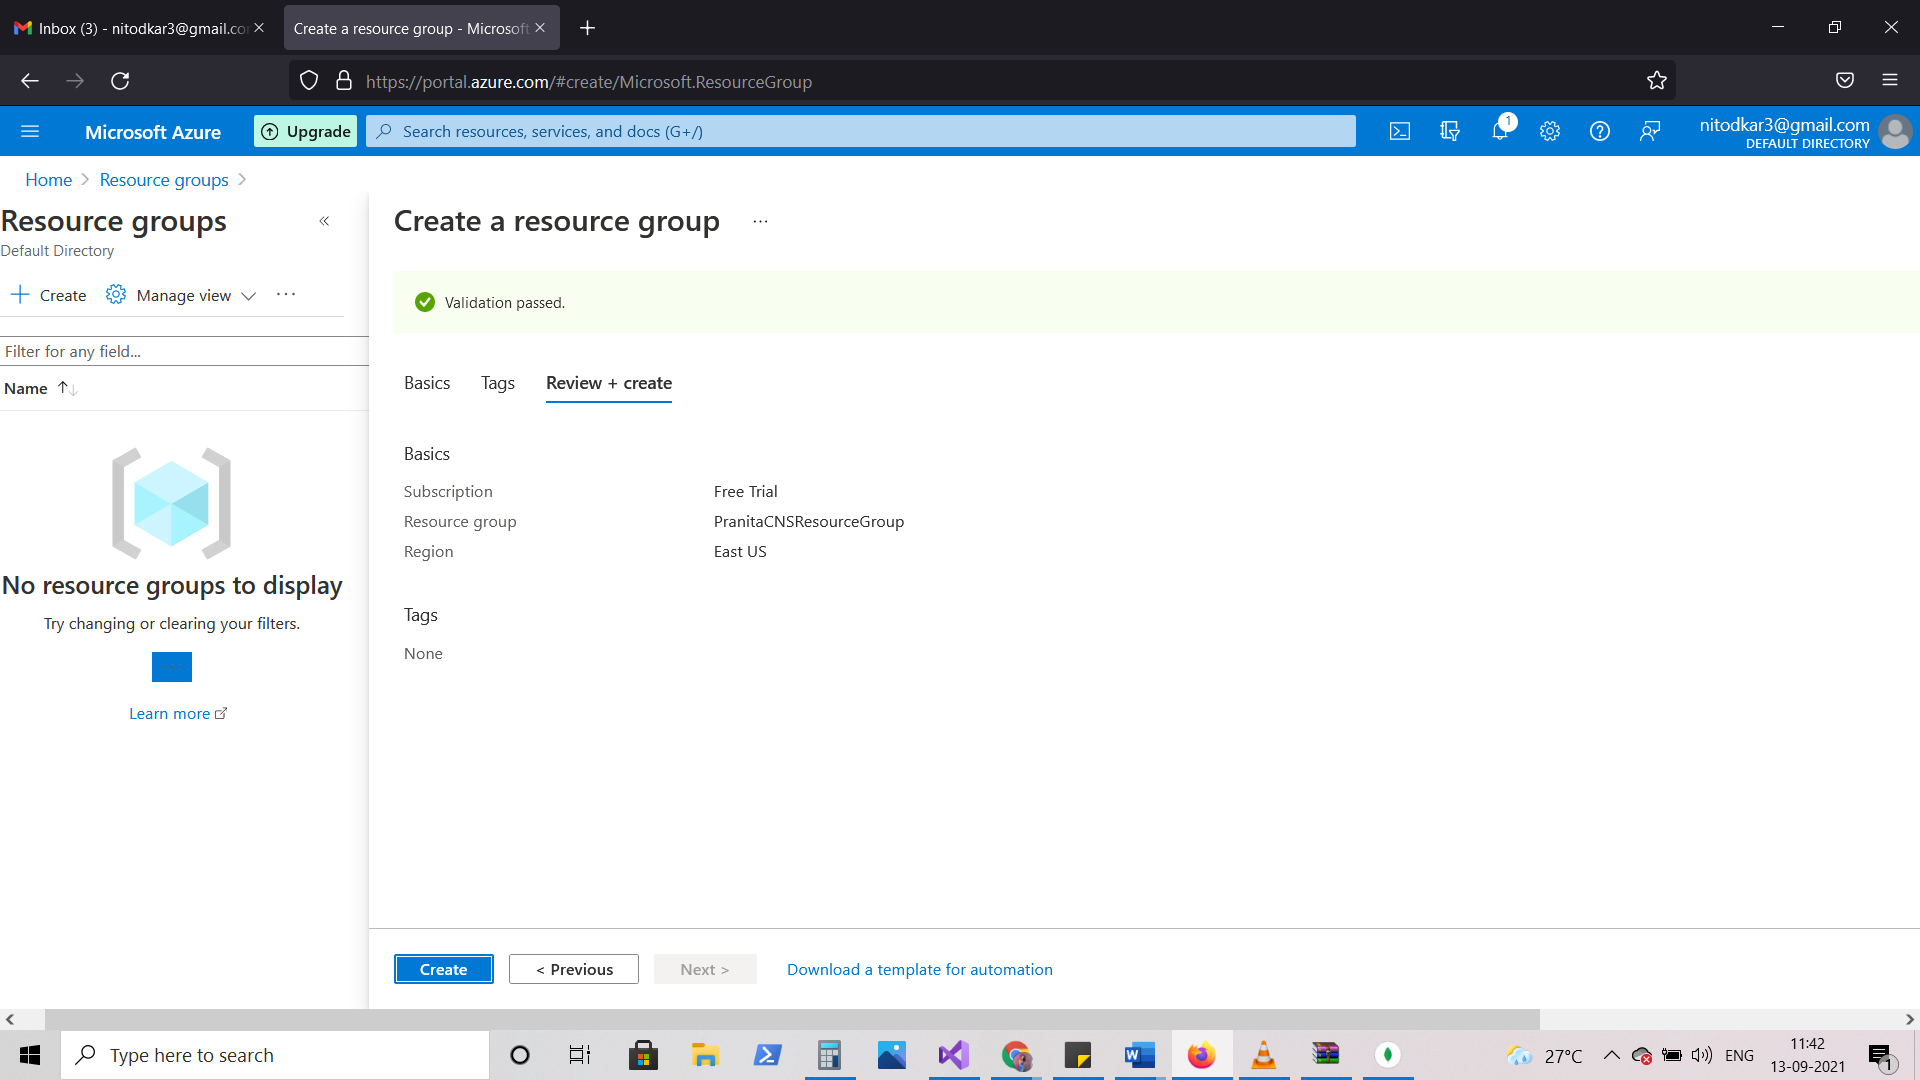 Inbox (3) - nitodkar3@gmail.co
Create a resource group - Microsoft
https://portal.azure.com/#create/Microsoft.ResourceGroup
Microsoft Azure
Upgrade
Search resources, services, and docs (G+/)
1
nitodkar3@gmail.com
DEFAULT DIRECTORY
Home
Resource groups
Resource groups
«
Default Directory
Create
Manage view
...
Filter for any field...
Name
No resource groups to display
Try changing or clearing your filters.
Learn more
Create a resource group
...
Validation passed.
Basics
Tags
Review + create
Basics
Subscription
Free Trial
Resource group
PranitaCNSResourceGroup
Region
East US
Tags
None
Create
< Previous
Next >
Download a template for automation
Type here to search
27°C
ENG
11:42
13-09-2021
1